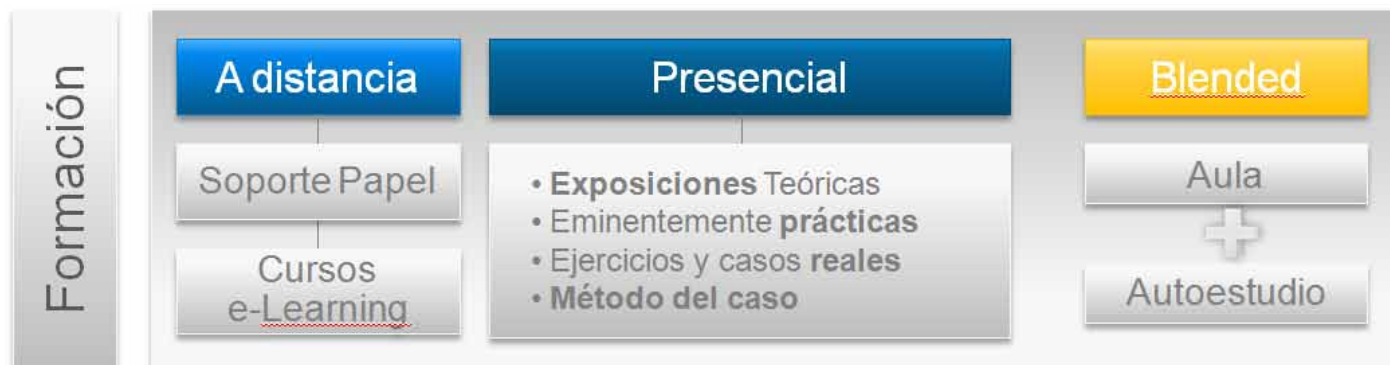 Formación
A distancia
Soporte Papel
Cursos
e-Learning
Presencial
• Exposiciones Teóricas
• Eminentemente prácticas
• Ejercicios y casos reales
• Método del caso
Blended
Aula
+
Autoestudio